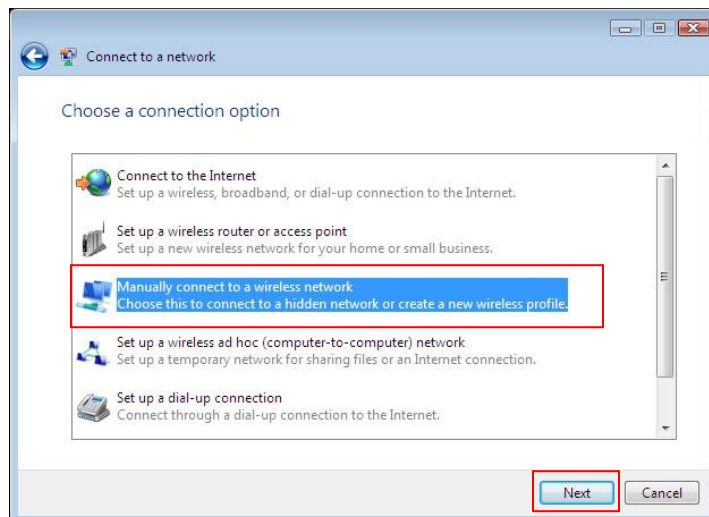 Connect to a network
Choose a connection option
Connect to the Internet
Set up a wireless, broadband, or dial-up connection to the Internet.
Set up a wireless router or access point
Set up a new wireless network for your home or small business.
Manually connect to a wireless network
Choose this to connect to a hidden network or create a new wireless profile.
Set up a wireless ad hoc (computer-to-computer) network
Set up a temporary network for sharing files or an Internet connection.
Set up a dial-up connection
Connect through a dial-up connection to the Internet.
Next Cancel